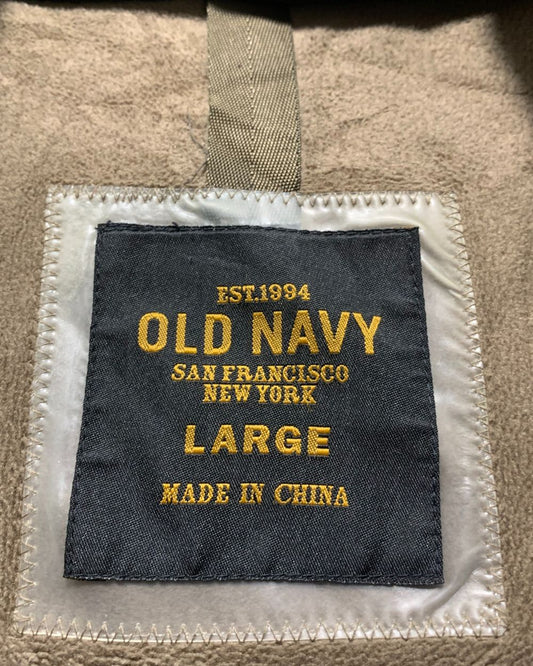 EST.1994
OLD NAVY
SAN FRANCISCO
NEW YORK
LARGE
MADE IN CHINA